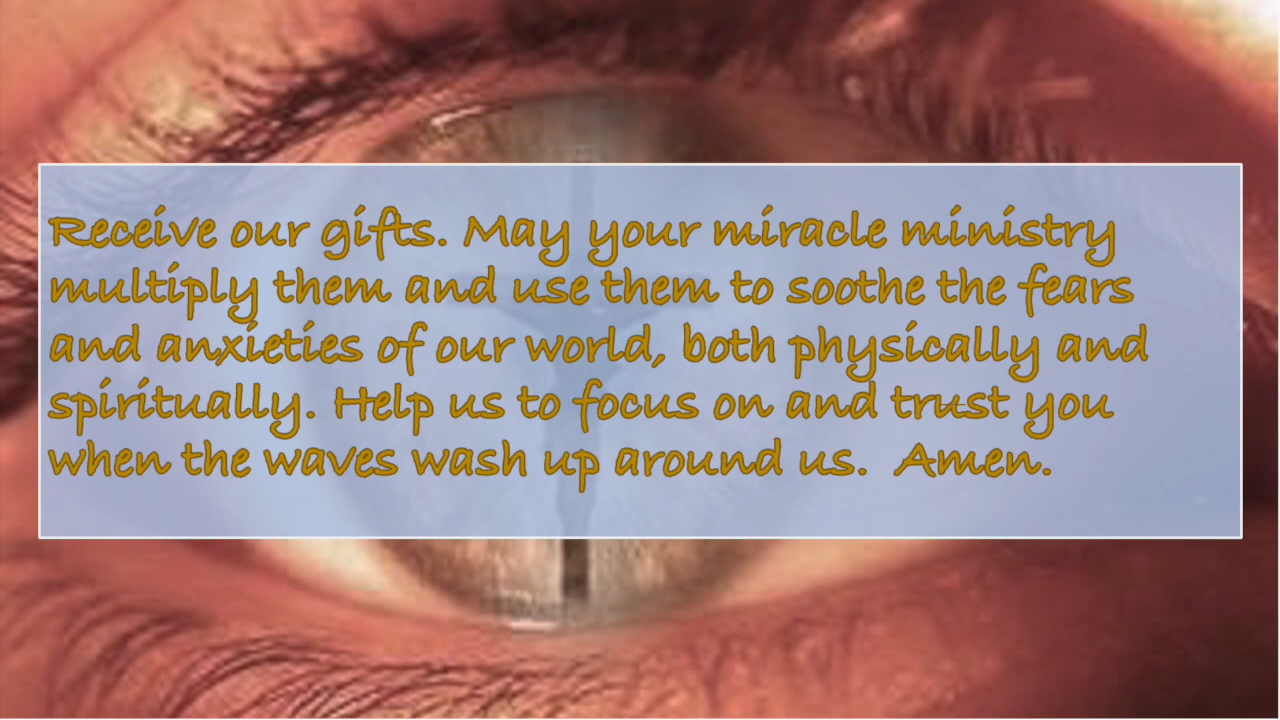 Receive our gifts. May your miracle ministry
multiply them and use them to soothe the fears
and anxieties of our world, both physically and
spiritually. Help us to focus on and trust you
when the waves wash up around us.  Amen.